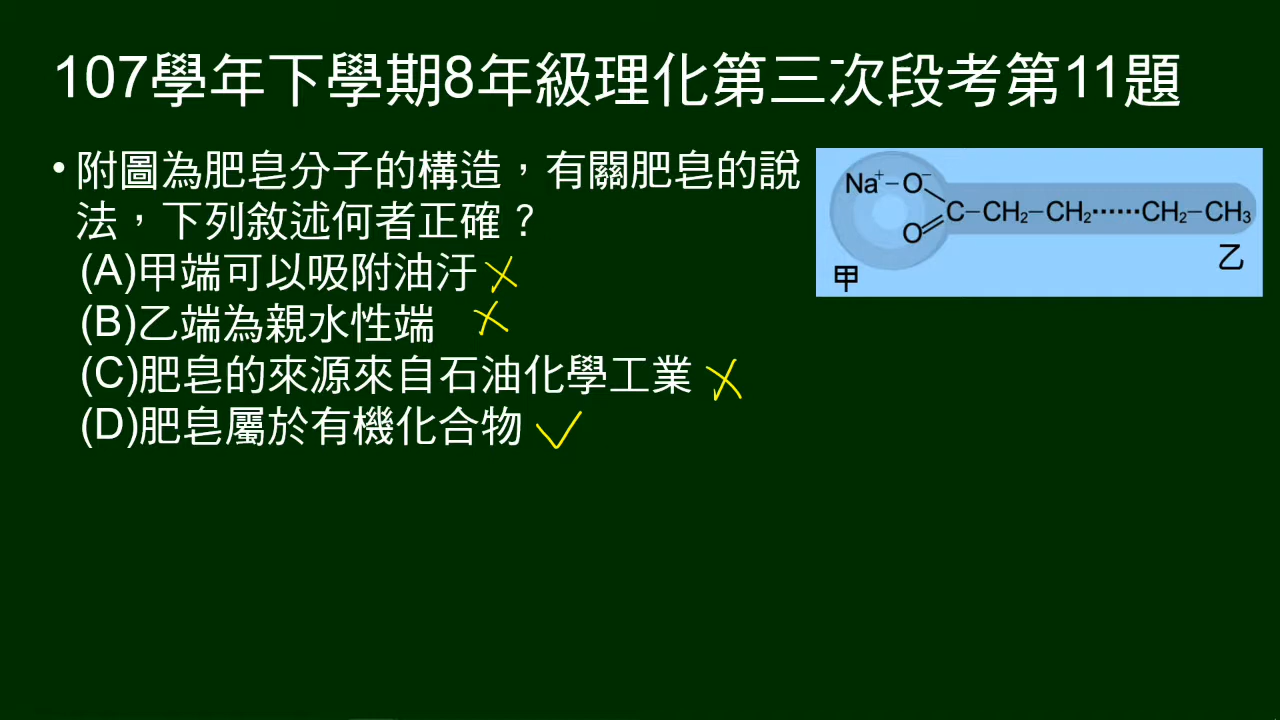 107學年下學期8年級理化第三次段考第11題
•附圖為肥皂分子的構造，有關肥皂的說
法，下列敘述何者正確？
(A)甲端可以吸附油汙
(B)乙端為親水性端
(C)肥皂的來源來自石油化學工業
(D)肥皂屬於有機化合物
Na⁺–O⁻
C–CH₂–CH₂······CH₂–CH₃
O
乙
甲